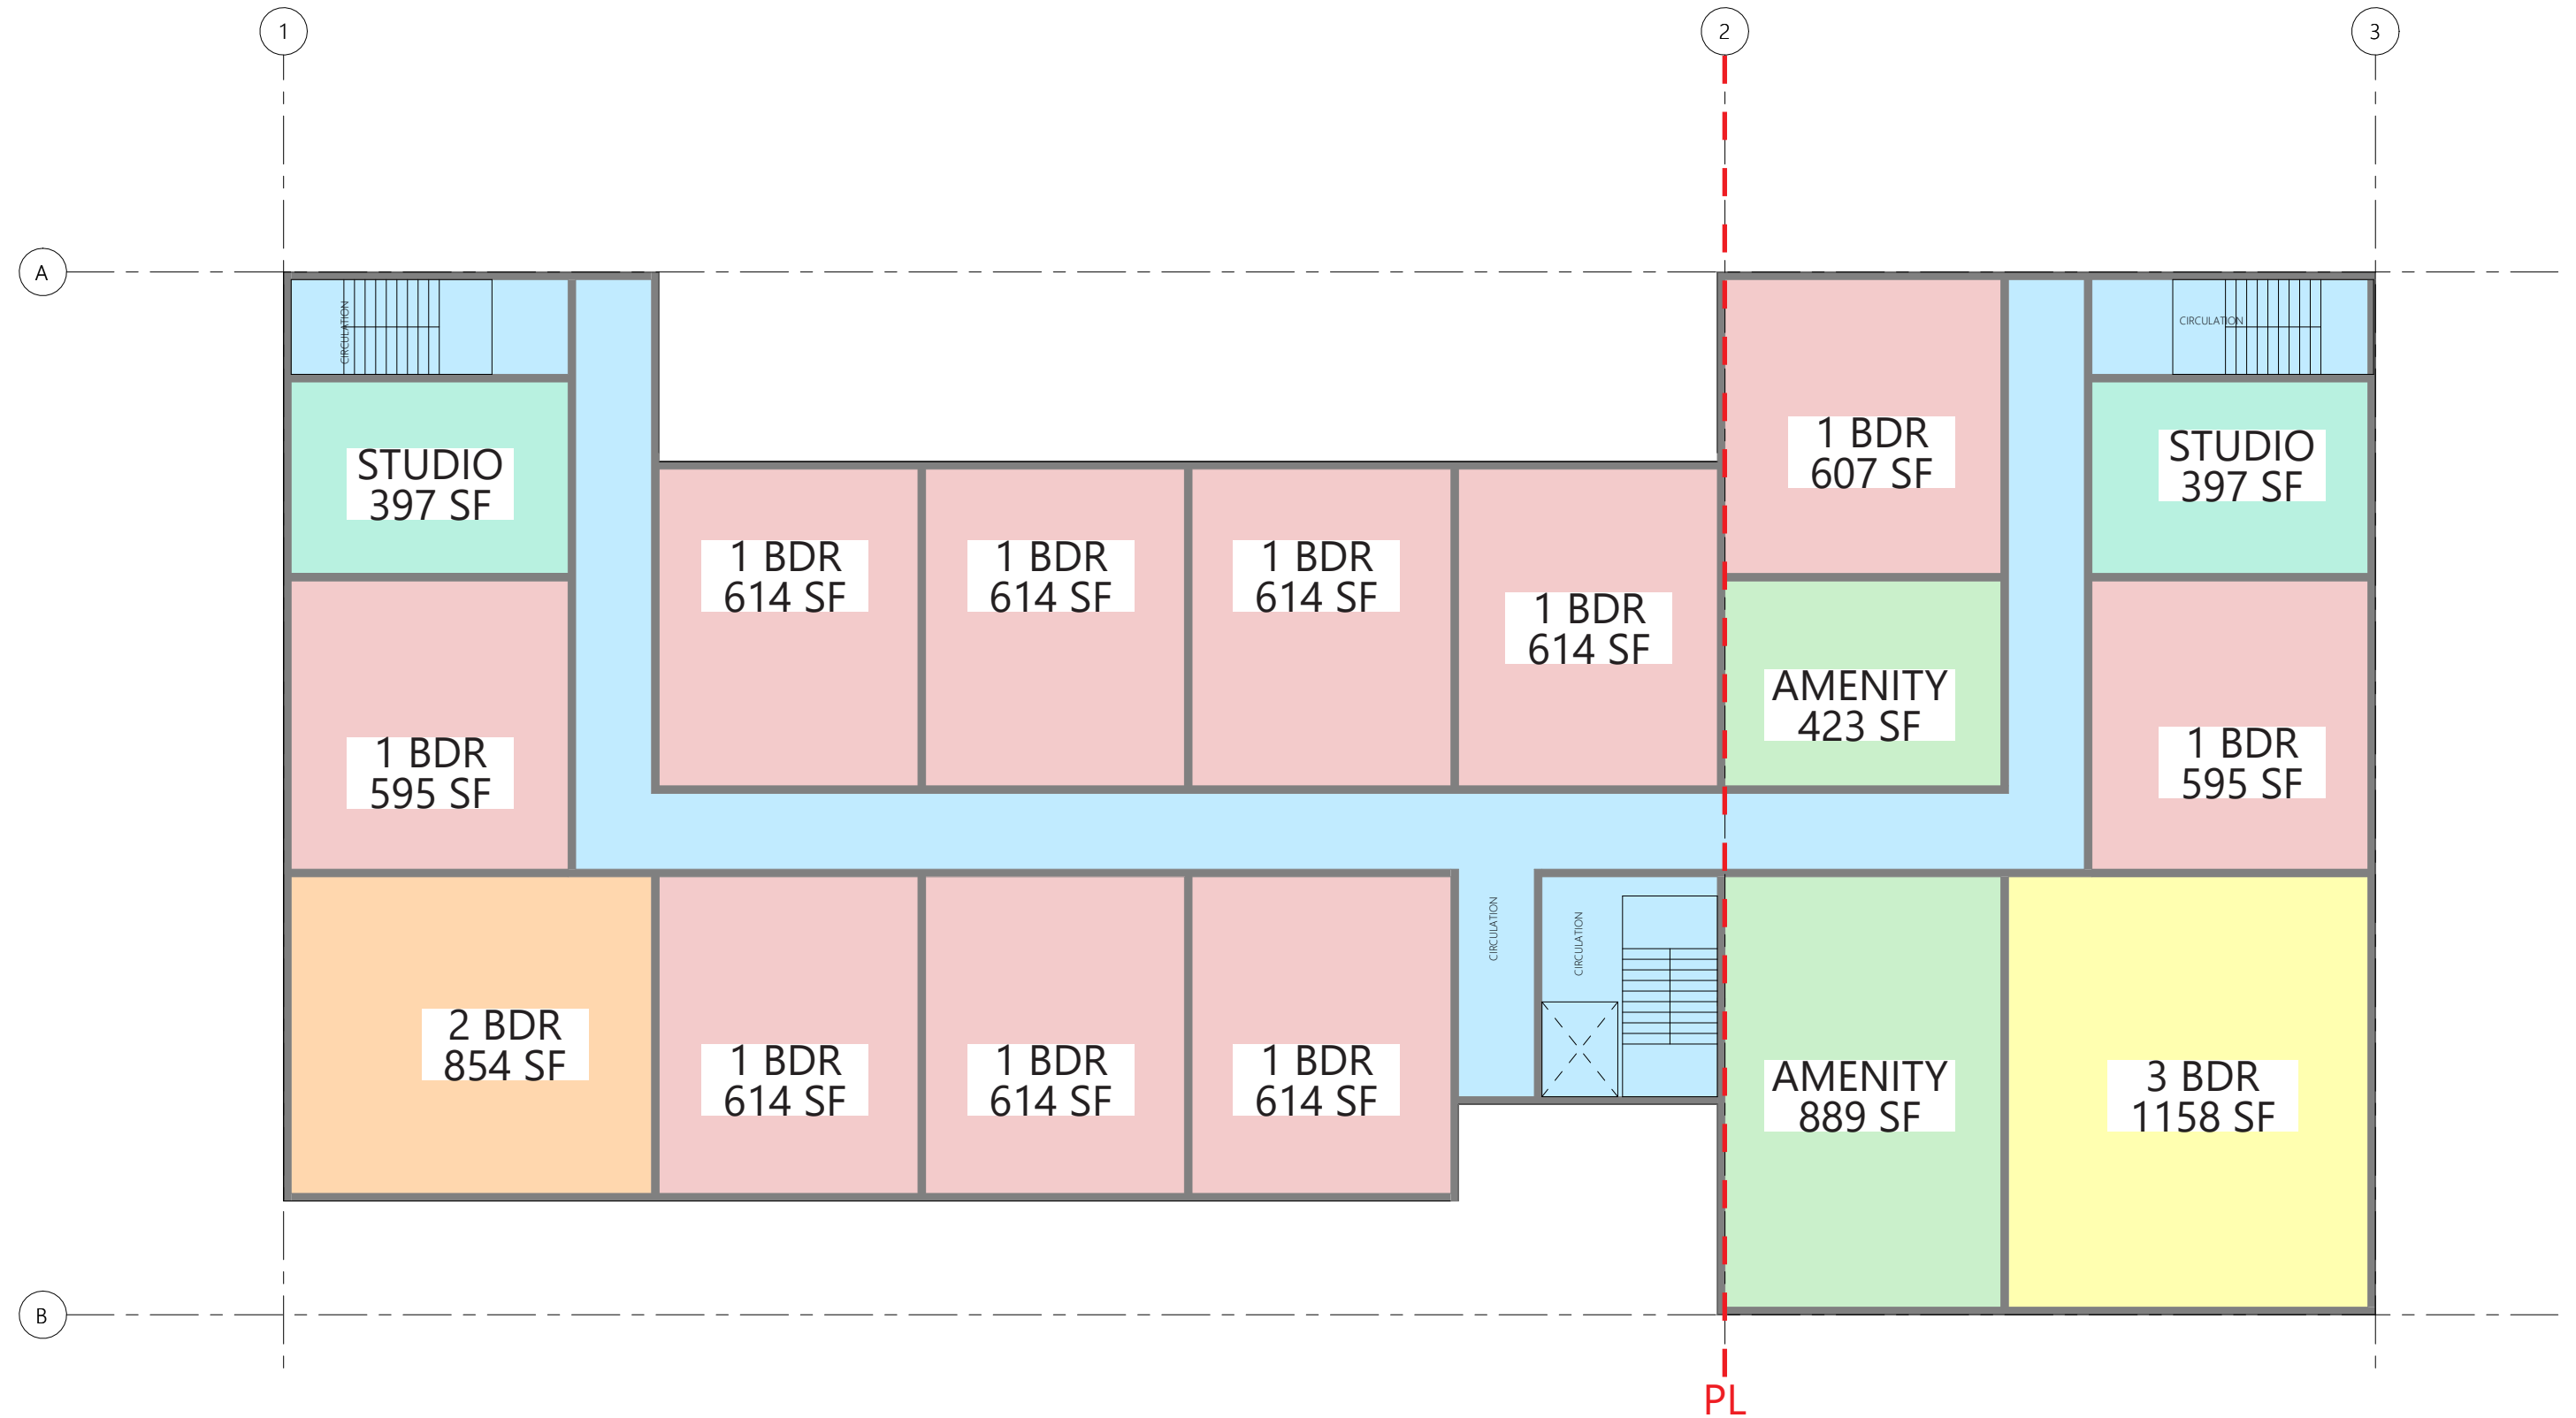 1
2
3
A
CIRCULATION
CIRCULATION
STUDIO
397 SF
1 BDR
607 SF
STUDIO
397 SF
1 BDR
614 SF
1 BDR
614 SF
1 BDR
614 SF
1 BDR
614 SF
AMENITY
423 SF
1 BDR
595 SF
1 BDR
595 SF
CIRCULATION
CIRCULATION
2 BDR
854 SF
1 BDR
614 SF
1 BDR
614 SF
1 BDR
614 SF
AMENITY
889 SF
3 BDR
1158 SF
B
PL